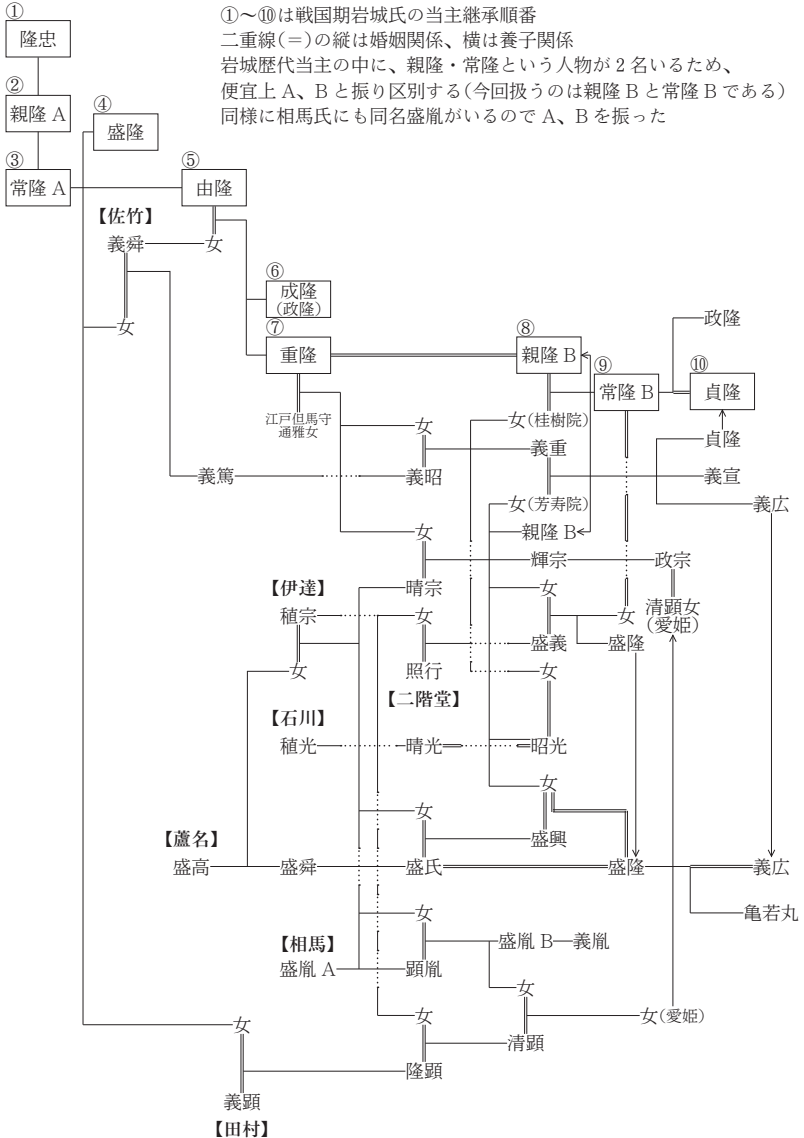 ①~⑩は戦国期岩城氏の当主継承順番
二重線(=)の縦は婚姻関係、横は養子関係
岩城歴代当主の中に、親隆・常隆という人物が2名いるため、
便宜上A、Bと振り区別する(今回扱うのは親隆Bと常隆Bである)
同様に相馬氏にも同名盛胤がいるのでA、Bを振った
①
隆忠
②
親隆 A
④
盛隆
③
常隆 A
⑤
由隆
【佐竹】
義舜
女
女
⑥
成隆
(政隆)
⑦
重隆
⑧
親隆 B
⑨
常隆 B
政隆
⑩
貞隆
江戸但馬守
通雅女
女
女(桂樹院)
貞隆
義篤
義昭
義重
義宣
女(芳寿院)
義広
女
親隆 B
輝宗
政宗
【伊達】
晴宗
女
清顕女
(愛姫)
稙宗
女
女
盛義
盛隆
女
照行
女
【二階堂】
【石川】
稙光
晴光
昭光
女
女
【蘆名】
盛興
盛高
盛舜
盛氏
盛隆
義広
女
亀若丸
【相馬】
盛胤 B
義胤
盛胤 A
顕胤
女
女
女
女(愛姫)
清顕
隆顕
義顕
【田村】